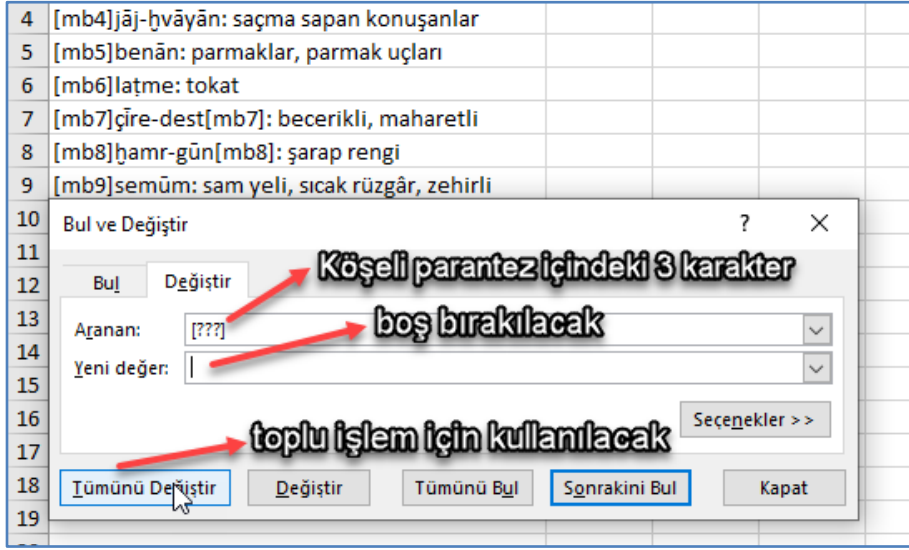 4 [mb4]jāj-ḫvāyān: saçma sapan konuşanlar
5 [mb5]benān: parmaklar, parmak uçları
6 [mb6]laṭme: tokat
7 [mb7]çīre-dest[mb7]: becerikli, maharetli
8 [mb8]ḫamr-gūn[mb8]: şarap rengi
9 [mb9]semūm: sam yeli, sıcak rüzgâr, zehirli
10
Bul ve Değiştir ? ×
11
12
Bul Değiştir
Köşeli parantez içindeki 3 karakter
13
Aranan: [???]
boş bırakılacak
14
Yeni değer:
15
16
Seçenekler >>
toplu işlem için kullanılacak
17
18
Tümünü Değiştir Değiştir Tümünü Bul Sonrakini Bul Kapat
19